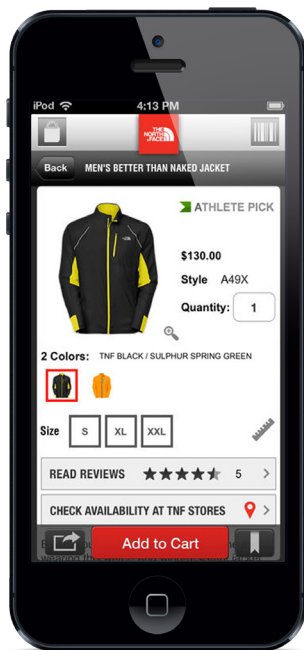 iPod 4:13 PM
THE
NORTH
FACE
Back MEN'S BETTER THAN NAKED JACKET
ATHLETE PICK
$130.00
Style A49X
Quantity: 1
2 Colors: TNF BLACK / SULPHUR SPRING GREEN
Size S XL XXL
READ REVIEWS 5 >
CHECK AVAILABILITY AT TNF STORES >
Add to Cart